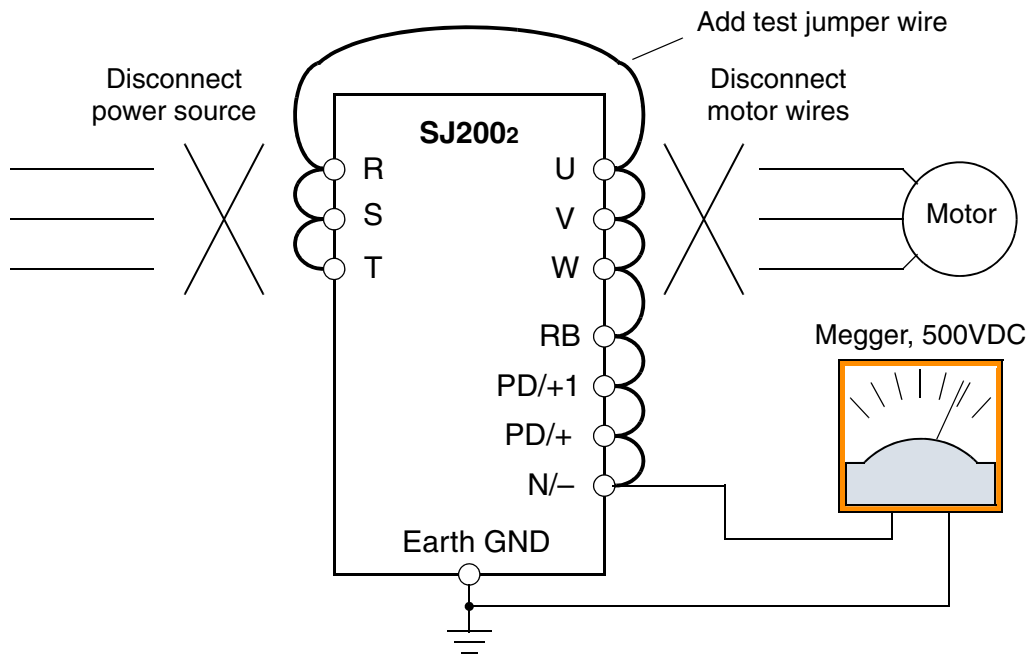 Add test jumper wire
Disconnect
power source
Disconnect
motor wires
SJ2002
R
U
S
V
Motor
T
W
RB
Megger, 500VDC
PD/+1
PD/+
N/–
Earth GND